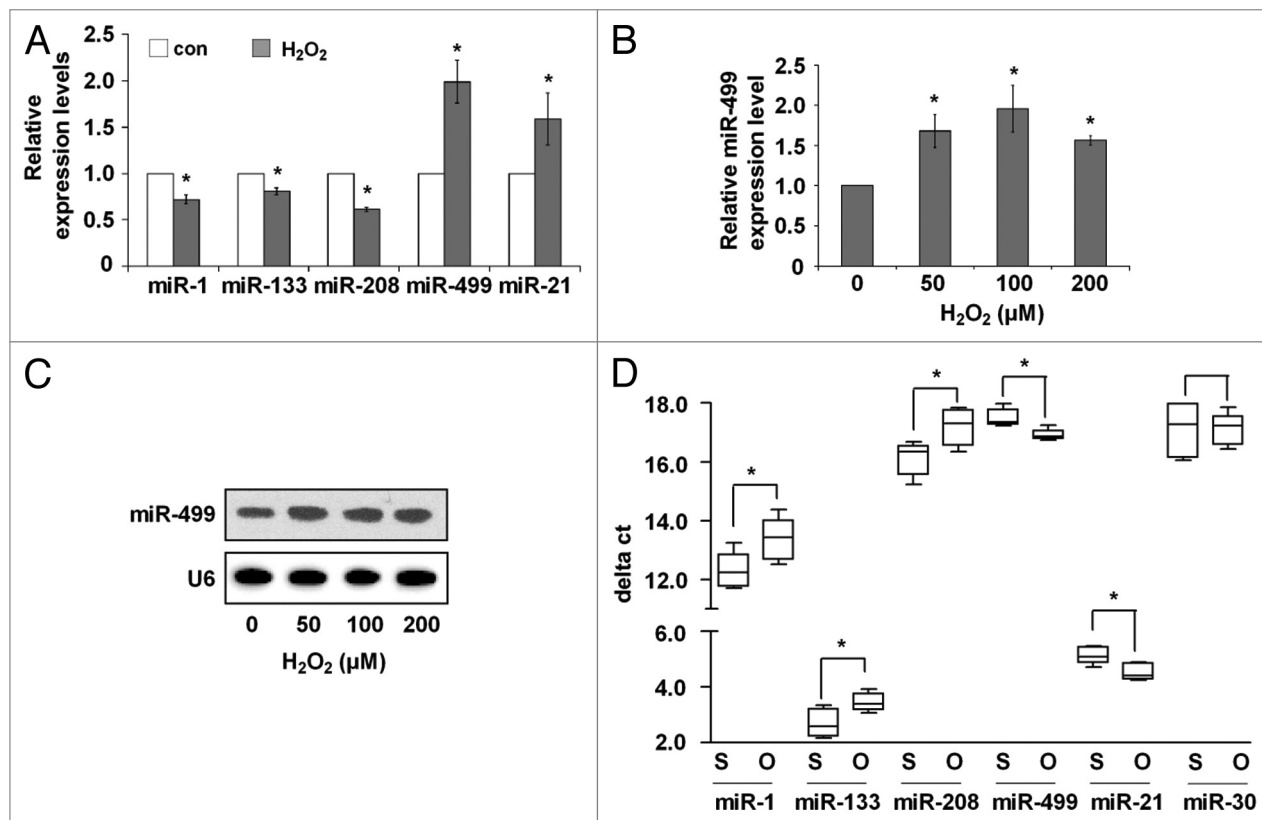 A
Relative
expression levels
2.5
2.0
1.5
1.0
0.5
0
con
H₂O₂
*
*
*
*
*
miR-1 miR-133 miR-208 miR-499 miR-21
B
Relative miR-499
expression level
2.5
2.0
1.5
1.0
0.5
0
*
*
*
0 50 100 200
H₂O₂ (µM)
C
miR-499
U6
0 50 100 200
H₂O₂ (µM)
D
delta ct
18.0
16.0
14.0
12.0
6.0
4.0
2.0
*
*
*
*
*
S O S O S O S O S O S O
miR-1 miR-133 miR-208 miR-499 miR-21 miR-30